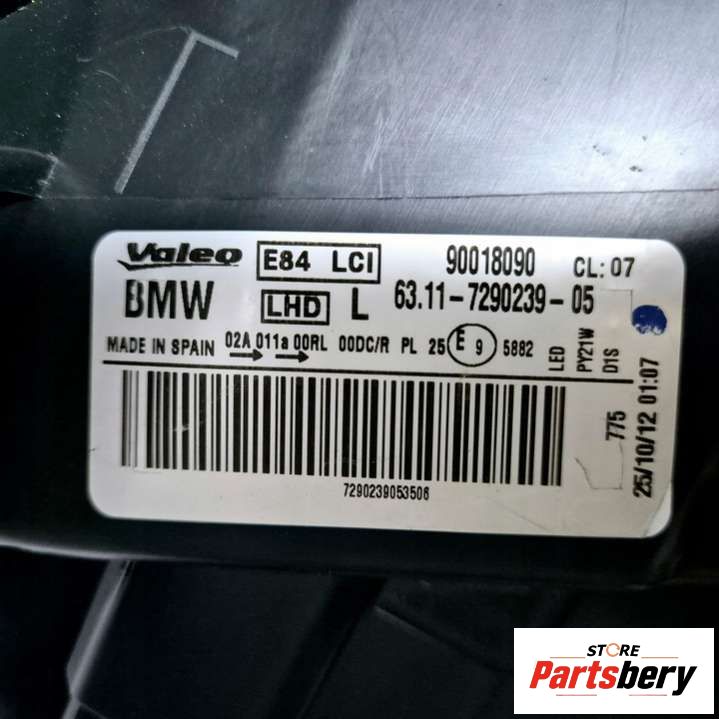 Valeo E84 LCI 90018090 CL: 07
BMW LHD L 63.11-7290239-05
MADE IN SPAIN 02A 011a 00RL 00DC/R PL 25 E 9 5882
LED
PY21W
D1S
7290239053506
775
25/10/12 01:07
STORE
Partsbery